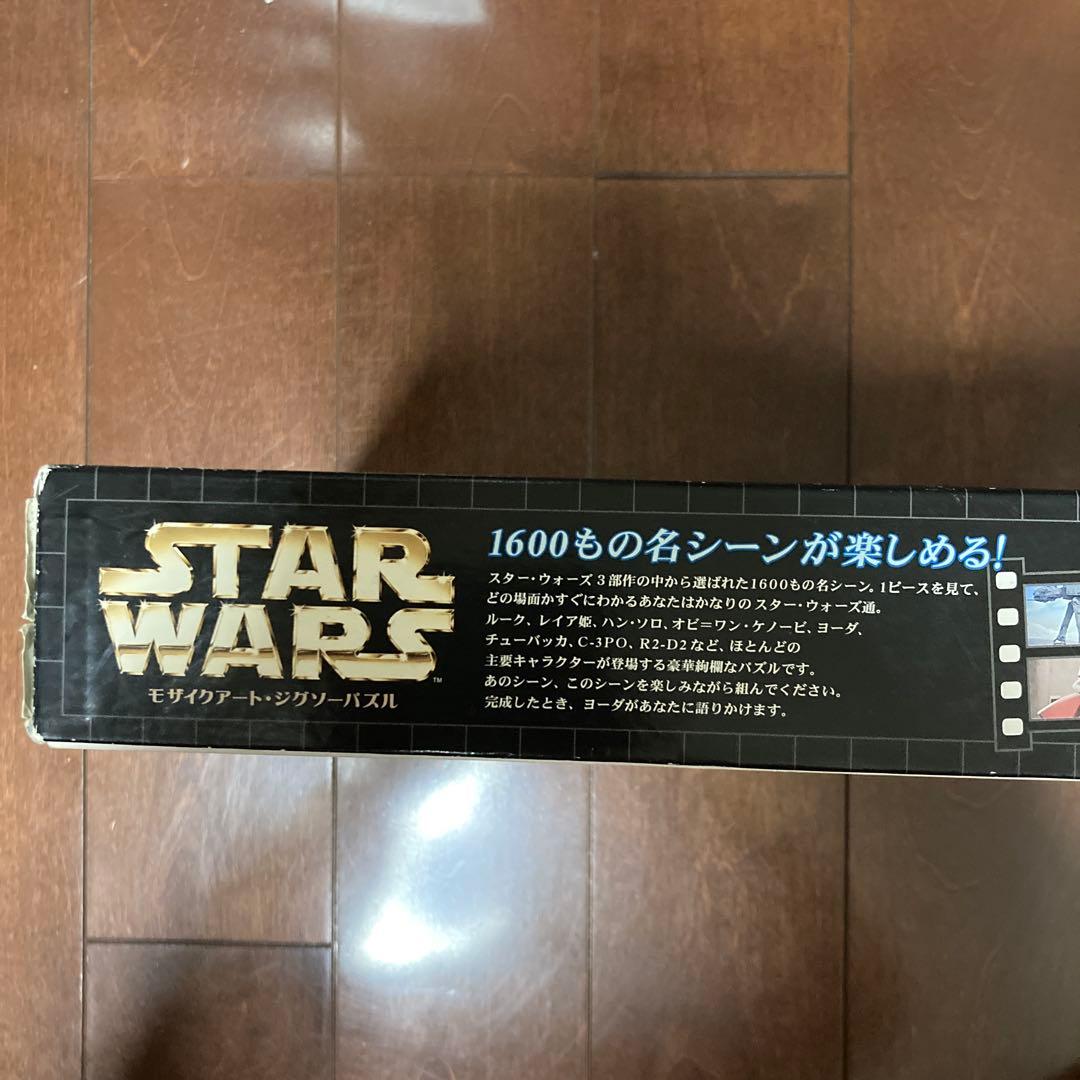 STAR
WARS™
モザイクアート・ジグソーパズル
1600もの名シーンが楽しめる!
スター・ウォーズ3部作の中から選ばれた1600もの名シーン。1ピースを見て、
どの場面かすぐにわかるあなたはかなりのスター・ウォーズ通。
ルーク、レイア姫、ハン・ソロ、オビ＝ワン・ケノービ、ヨーダ、
チューバッカ、C-3PO、R2-D2など、ほとんどの
主要キャラクターが登場する豪華絢爛なパズルです。
あのシーン、このシーンを楽しみながら組んでください。
完成したとき、ヨーダがあなたに語りかけます。